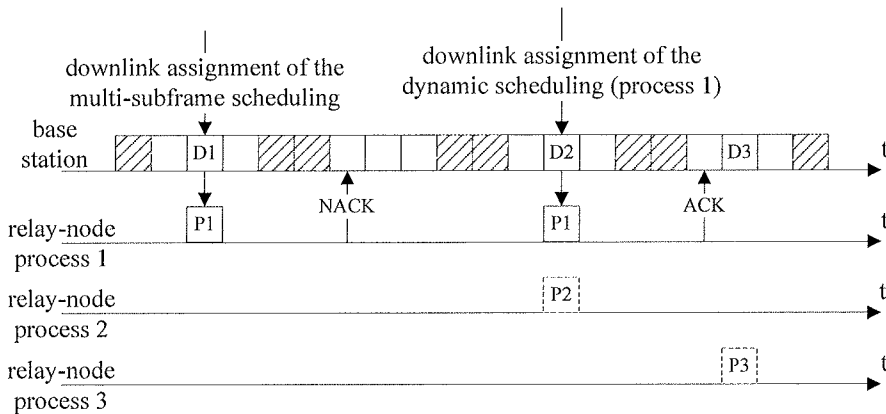 downlink assignment of the
multi-subframe scheduling
downlink assignment of the
dynamic scheduling (process 1)
base
station
D1
D2
D3
t
NACK
ACK
relay-node
process 1
P1
P1
t
relay-node
process 2
P2
t
relay-node
process 3
P3
t